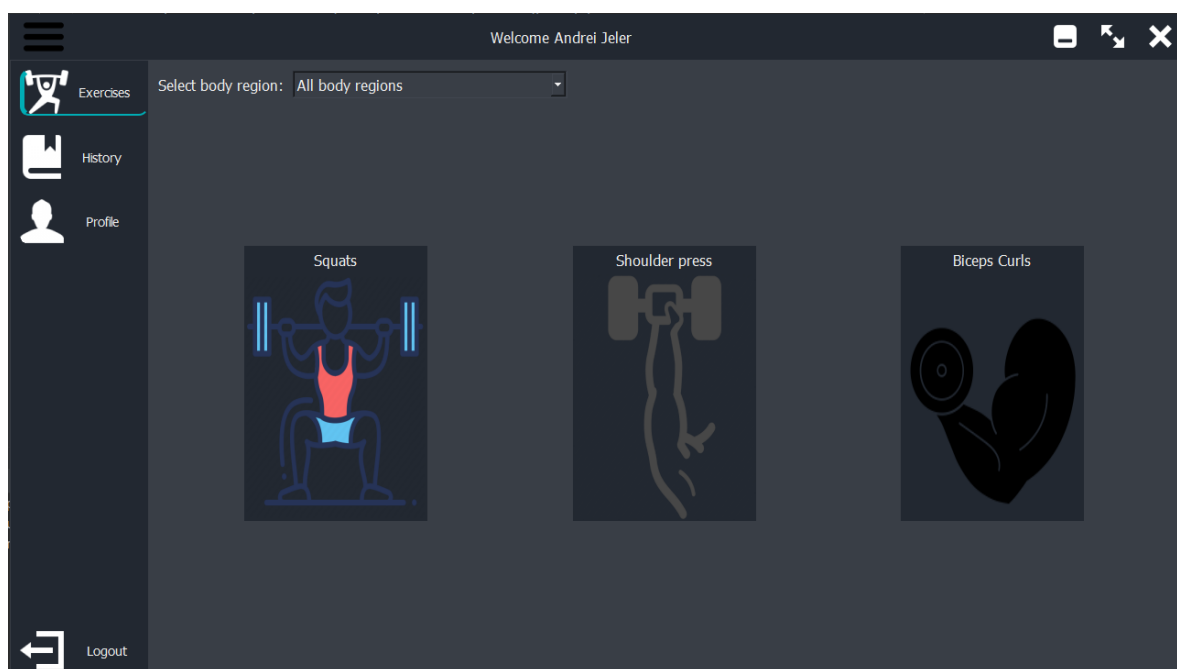 Welcome Andrei Jeler
Exercises
Select body region: All body regions
History
Profile
Squats
Shoulder press
Biceps Curls
Logout